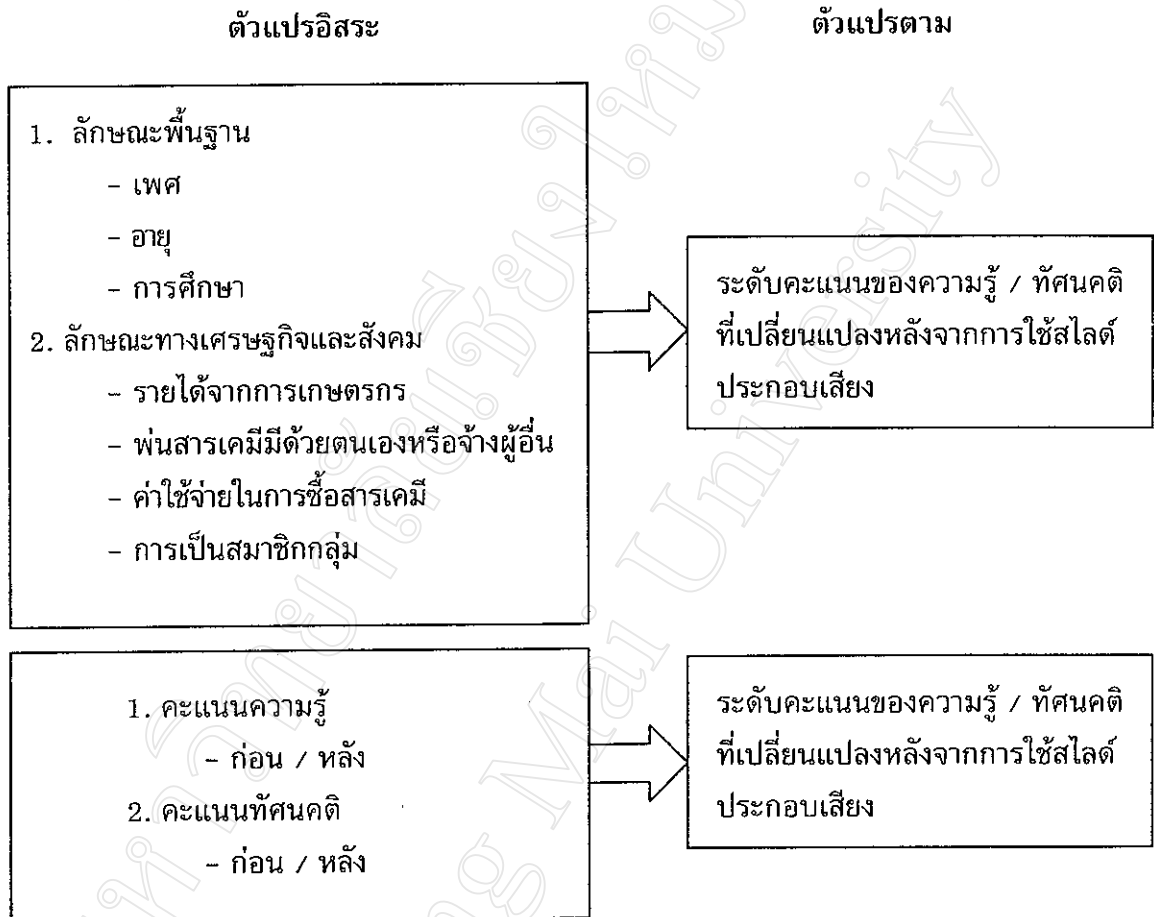 ตัวแปรอิสระ
ตัวแปรตาม
1. ลักษณะพื้นฐาน
- เพศ
- อายุ
- การศึกษา
2. ลักษณะทางเศรษฐกิจและสังคม
- รายได้จากการเกษตรกร
- พ่นสารเคมีมีด้วยตนเองหรือจ้างผู้อื่น
- ค่าใช้จ่ายในการซื้อสารเคมี
- การเป็นสมาชิกกลุ่ม
ระดับคะแนนของความรู้ / ทัศนคติ
ที่เปลี่ยนแปลงหลังจากการใช้สไลด์
ประกอบเสียง
1. คะแนนความรู้
- ก่อน / หลัง
2. คะแนนทัศนคติ
- ก่อน / หลัง
ระดับคะแนนของความรู้ / ทัศนคติ
ที่เปลี่ยนแปลงหลังจากการใช้สไลด์
ประกอบเสียง
Mai University